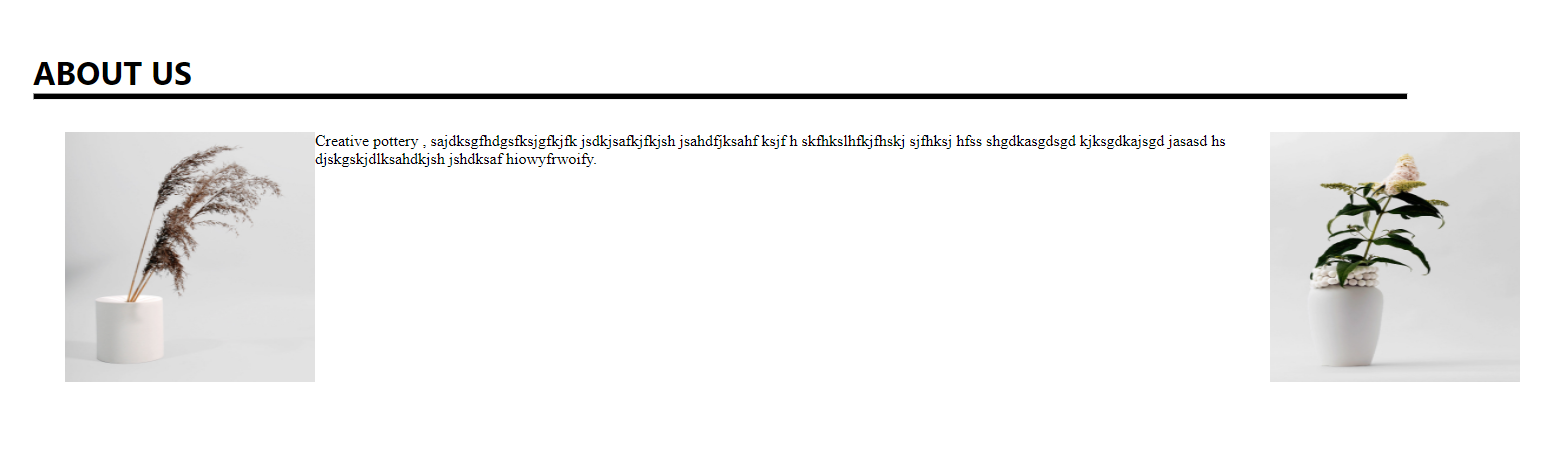 ABOUT US
Creative pottery , sajdksgfhdgsfksjgfkjfk jsdkjsafkjfkjsh jsahdfjksahf ksjf h skfhkslhfkjfhskj sjfhksj hfss shgdkasgdsgd kjksgdkajsgd jasasd hs
djskgskjdlksahdkjsh jshdksaf hiowyfrwoify.